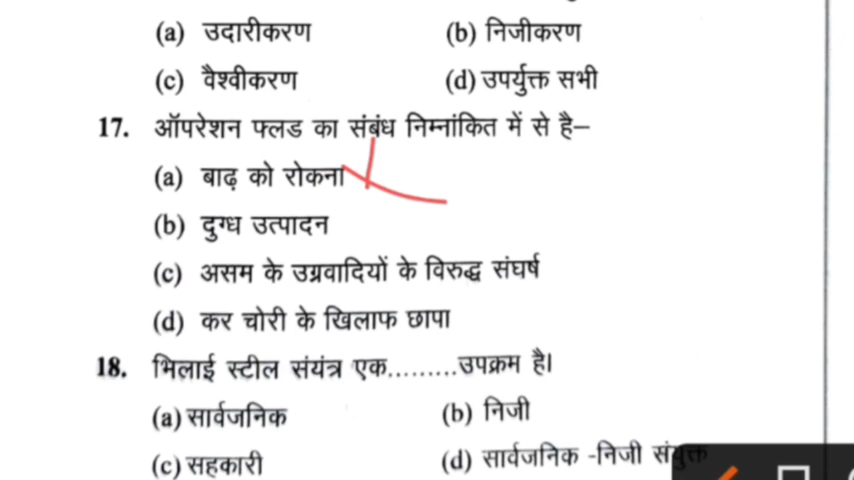 (a) उदारीकरण (b) निजीकरण
(c) वैश्वीकरण (d) उपर्युक्त सभी
17. ऑपरेशन फ्लड का संबंध निम्नांकित में से है–
(a) बाढ़ को रोकना
(b) दुग्ध उत्पादन
(c) असम के उग्रवादियों के विरुद्ध संघर्ष
(d) कर चोरी के खिलाफ छापा
18. भिलाई स्टील संयंत्र एक.........उपक्रम है।
(a) सार्वजनिक (b) निजी
(c) सहकारी (d) सार्वजनिक -निजी संयुक्त